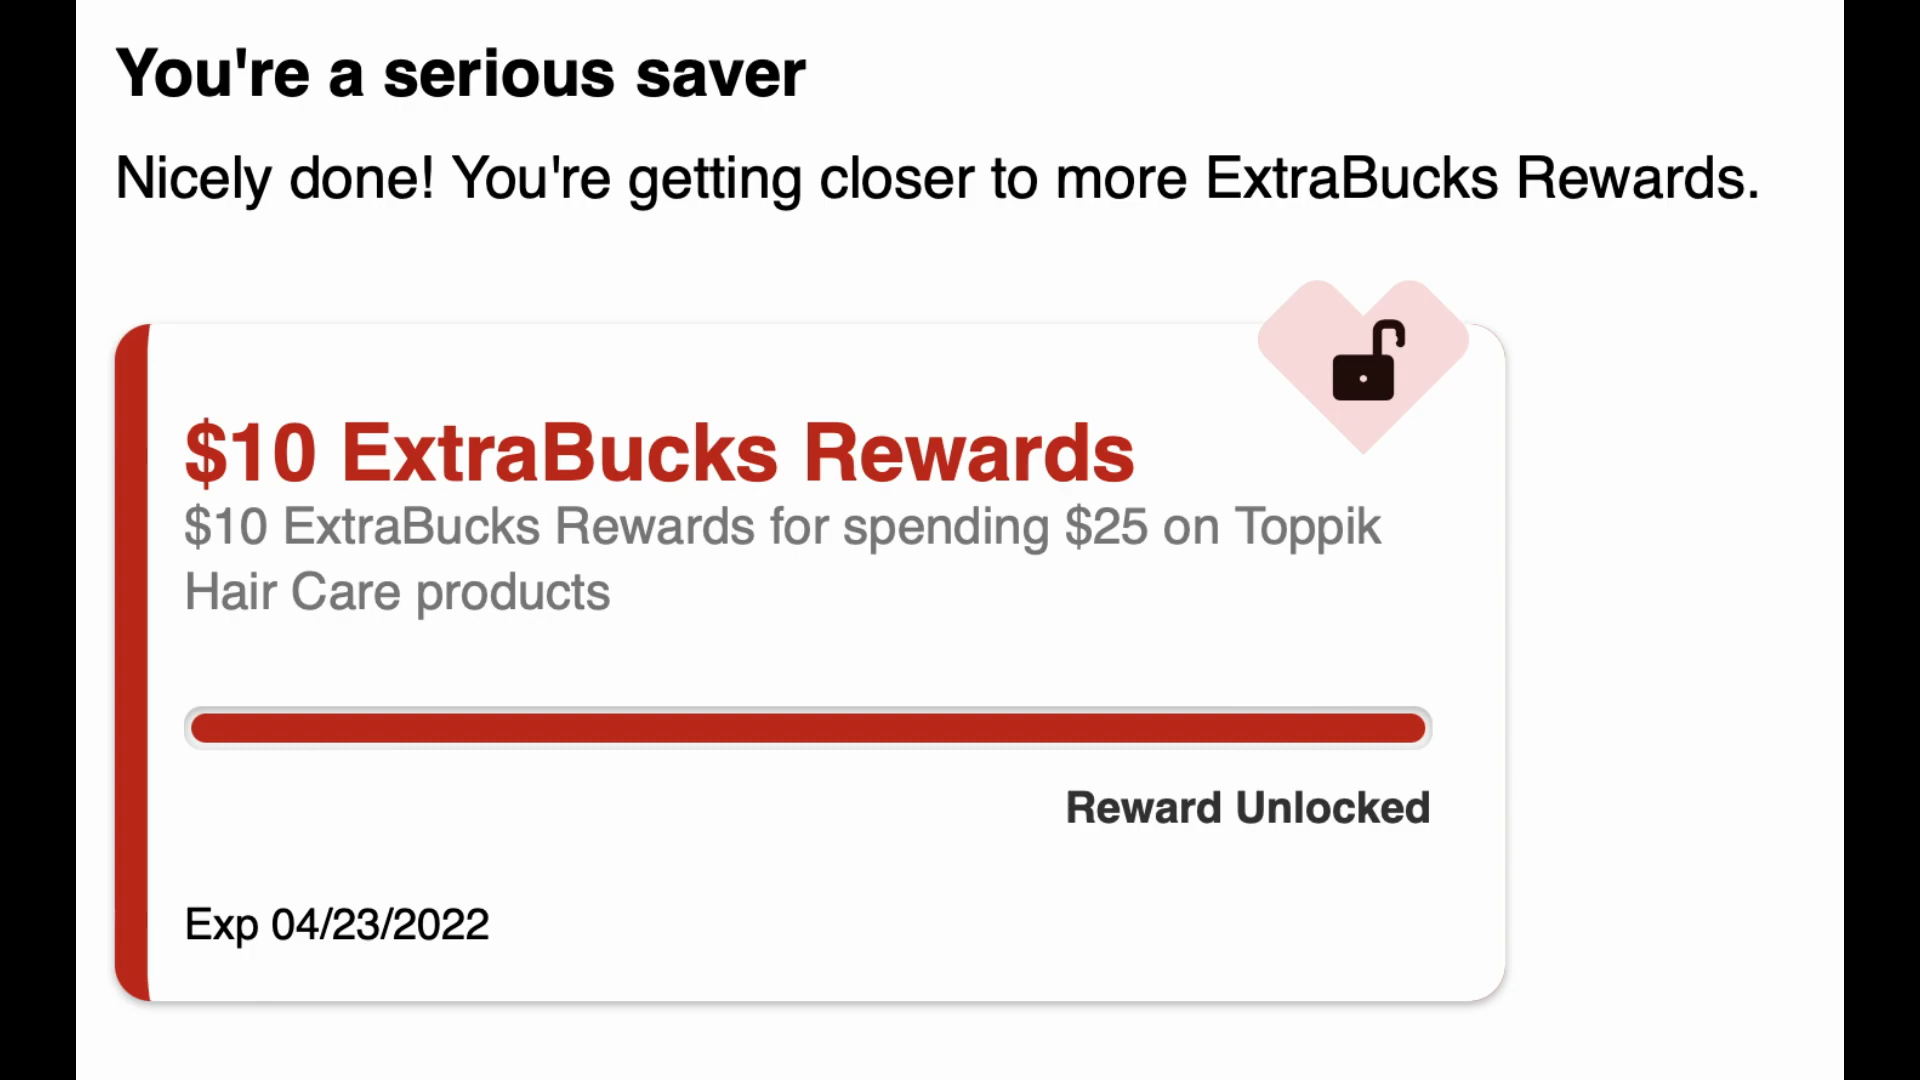 You're a serious saver
Nicely done! You're getting closer to more ExtraBucks Rewards.
$10 ExtraBucks Rewards
$10 ExtraBucks Rewards for spending $25 on Toppik
Hair Care products
Reward Unlocked
Exp 04/23/2022